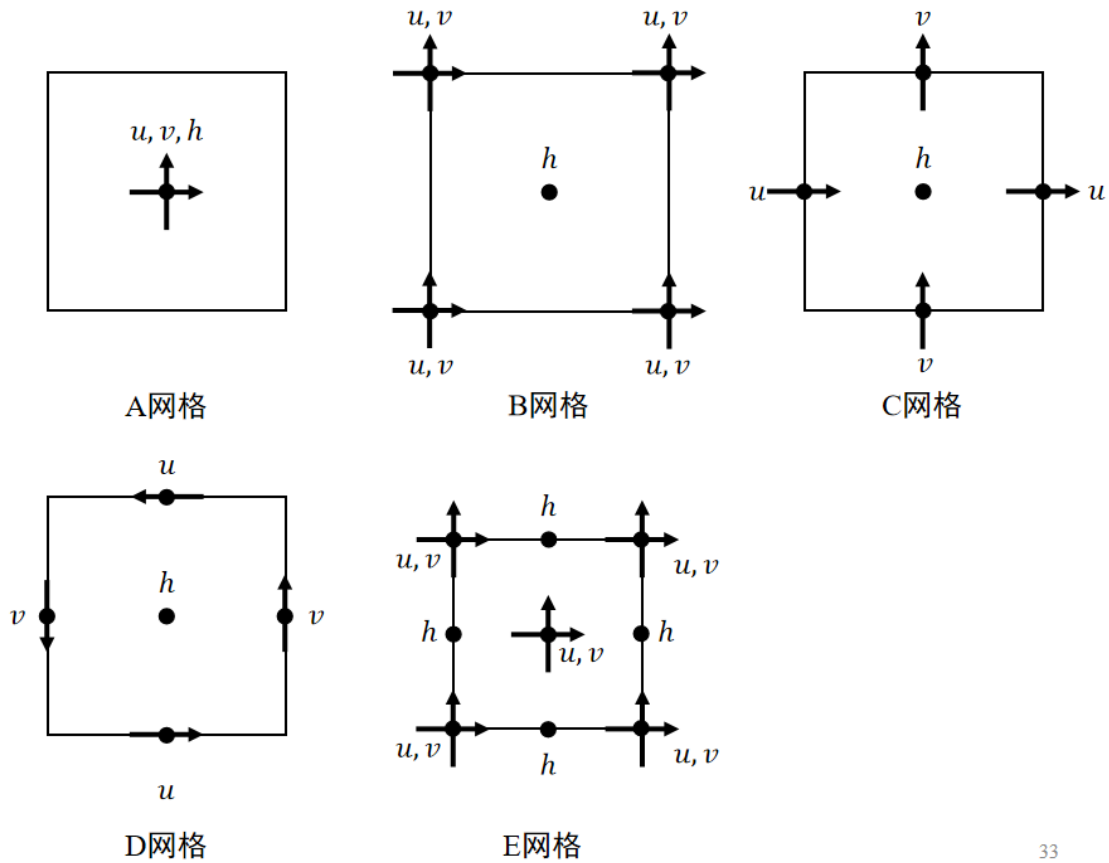 u, v
u, v
v
u, v, h
h
h
u
u
u, v
u, v
v
A网格
B网格
C网格
u
h
u, v
u, v
v
h
v
h
h
u, v
u, v
u, v
h
u
D网格
E网格
33